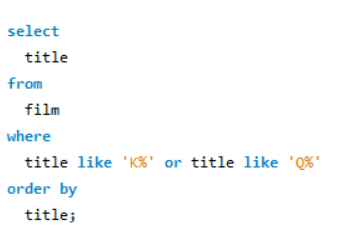 select
title
from
film
where
title like 'K%' or title like 'Q%'
order by
title;